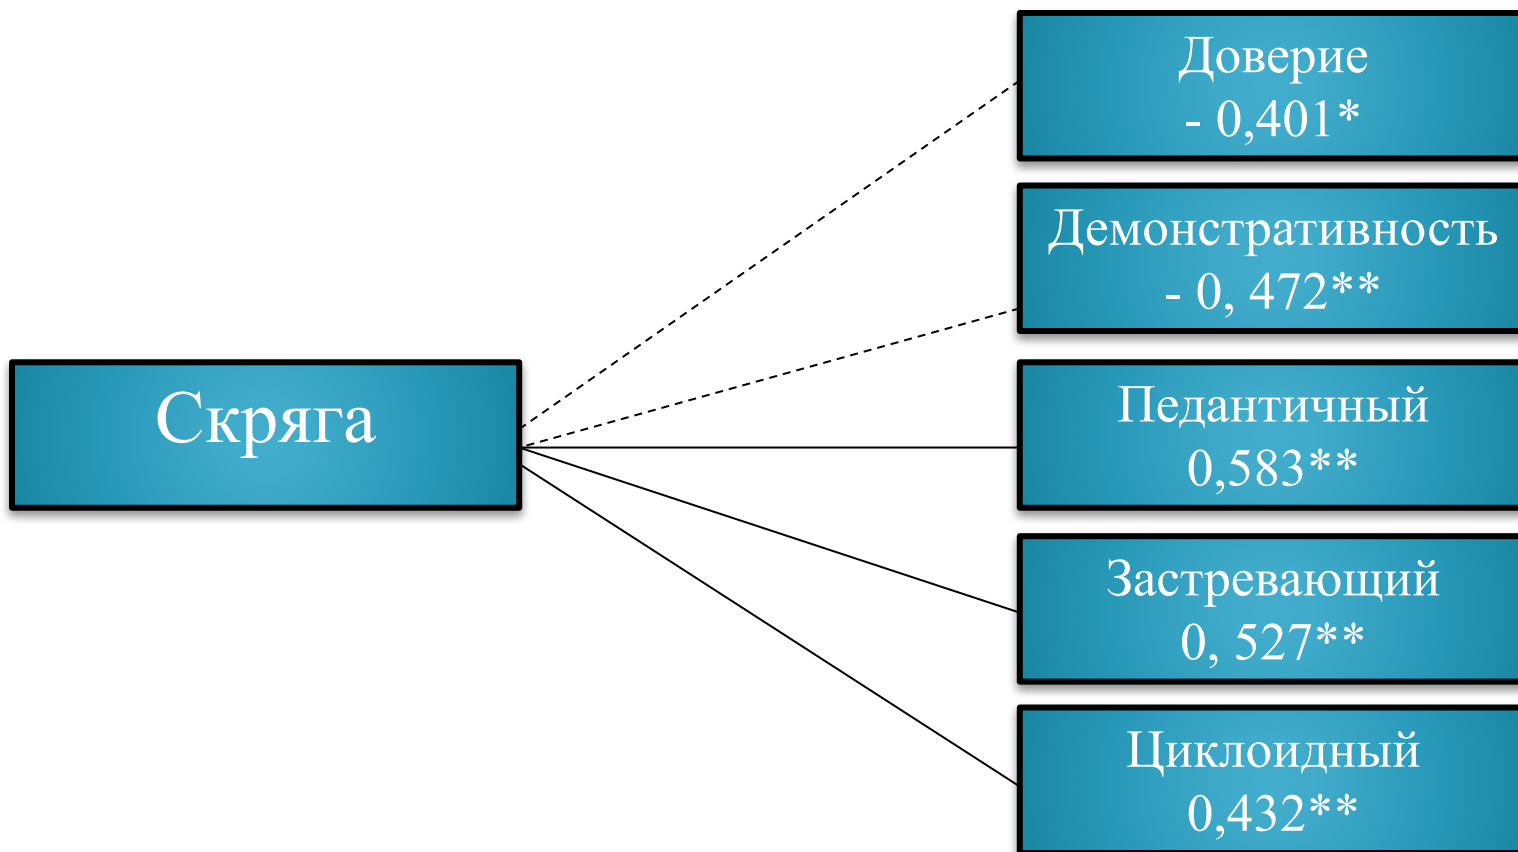 Скряга
Доверие
- 0,401*
Демонстративность
- 0, 472**
Педантичный
0,583**
Застревающий
0, 527**
Циклоидный
0,432**